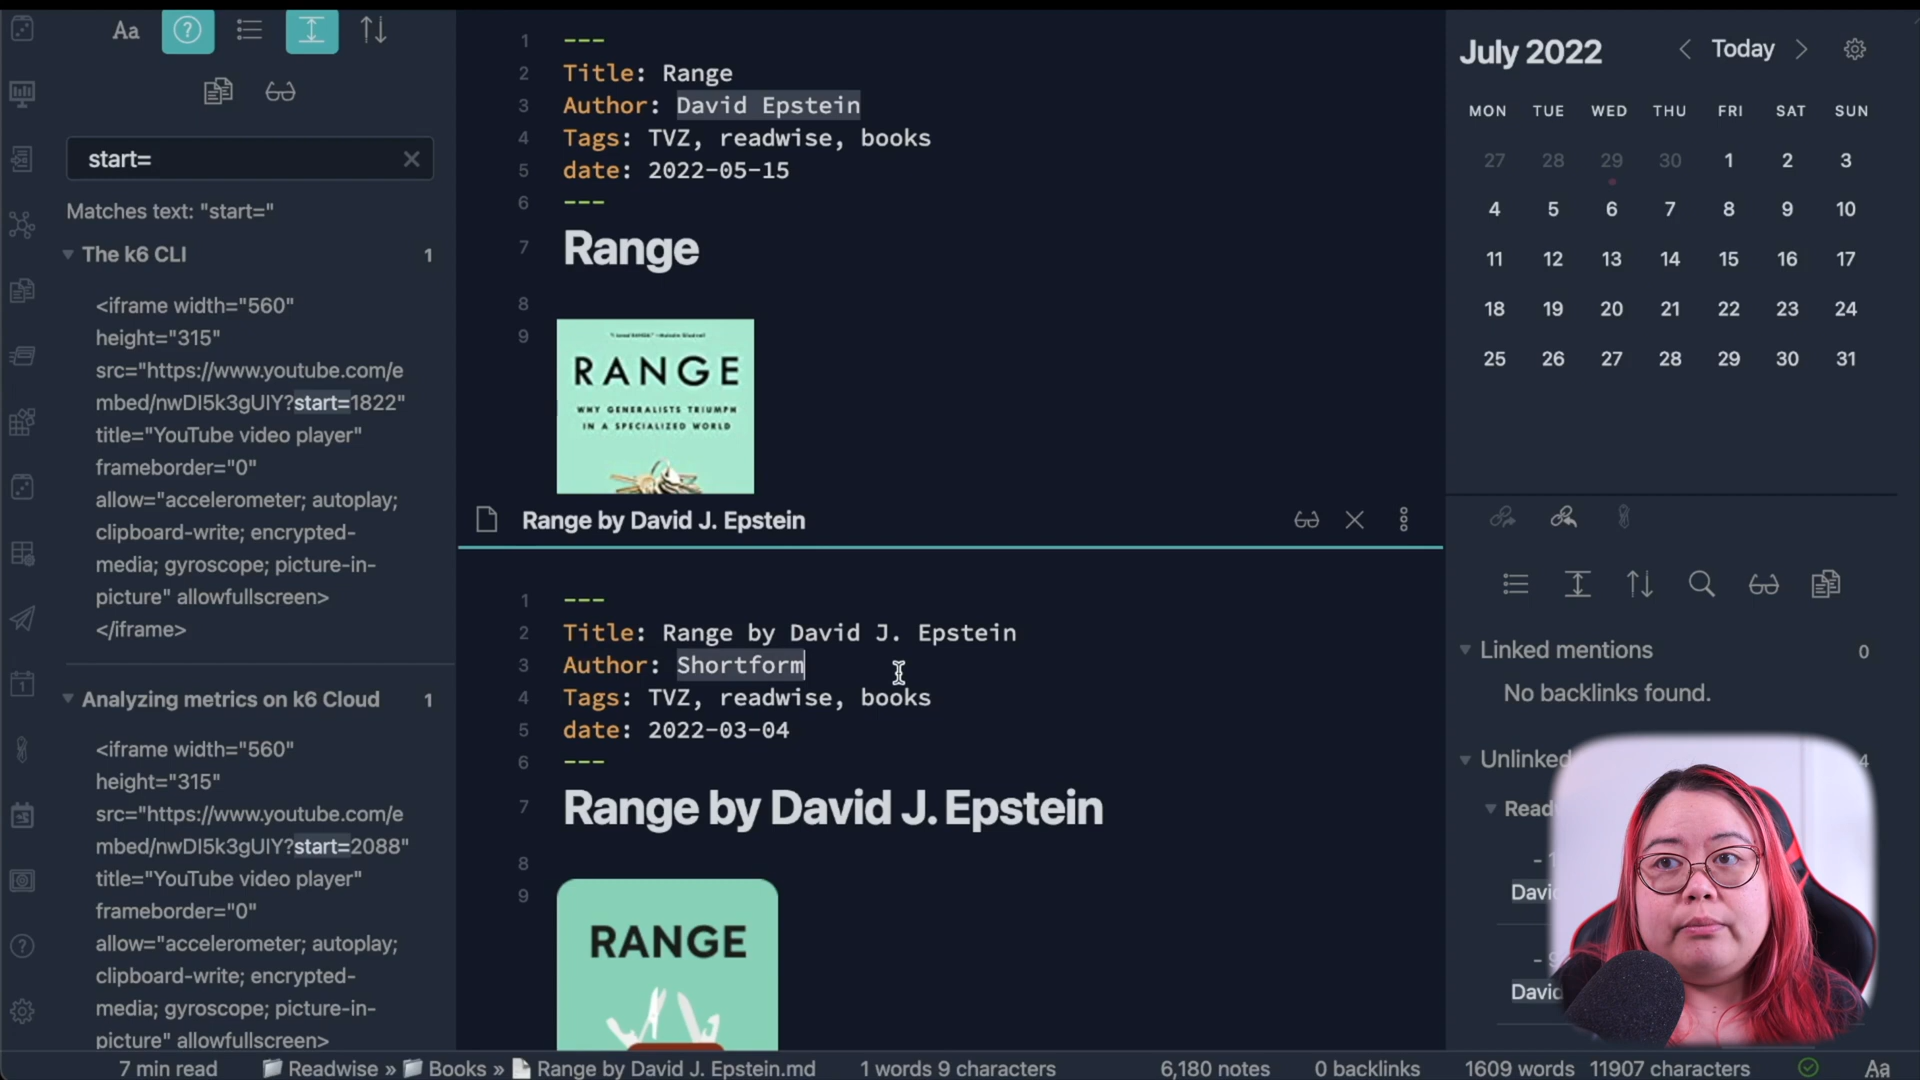 Aa
start=
Matches text: "start="
The k6 CLI 1
<iframe width="560"
height="315"
src="https://www.youtube.com/e
mbed/nwDI5k3gUIY?start=1822"
title="YouTube video player"
frameborder="0"
allow="accelerometer; autoplay;
clipboard-write; encrypted-
media; gyroscope; picture-in-
picture" allowfullscreen>
</iframe>
Analyzing metrics on k6 Cloud 1
<iframe width="560"
height="315"
src="https://www.youtube.com/e
mbed/nwDI5k3gUIY?start=2088"
title="YouTube video player"
frameborder="0"
allow="accelerometer; autoplay;
clipboard-write; encrypted-
media; gyroscope; picture-in-
picture" allowfullscreen>
1 ---
2 Title: Range
3 Author: David Epstein
4 Tags: TVZ, readwise, books
5 date: 2022-05-15
6 ---
7 Range
8
9
RANGE
WHY GENERALISTS TRIUMPH
IN A SPECIALIZED WORLD
Range by David J. Epstein
1 ---
2 Title: Range by David J. Epstein
3 Author: Shortform
4 Tags: TVZ, readwise, books
5 date: 2022-03-04
6 ---
7 Range by David J. Epstein
8
9
RANGE
July 2022 Today
MON TUE WED THU FRI SAT SUN
27 28 29 30 1 2 3
4 5 6 7 8 9 10
11 12 13 14 15 16 17
18 19 20 21 22 23 24
25 26 27 28 29 30 31
Linked mentions 0
No backlinks found.
Unlinked 4
Read
- 1
Davi
- 9
David
7 min read Readwise » Books » Range by David J. Epstein.md 1 words 9 characters 6,180 notes 0 backlinks 1609 words 11907 characters Aa